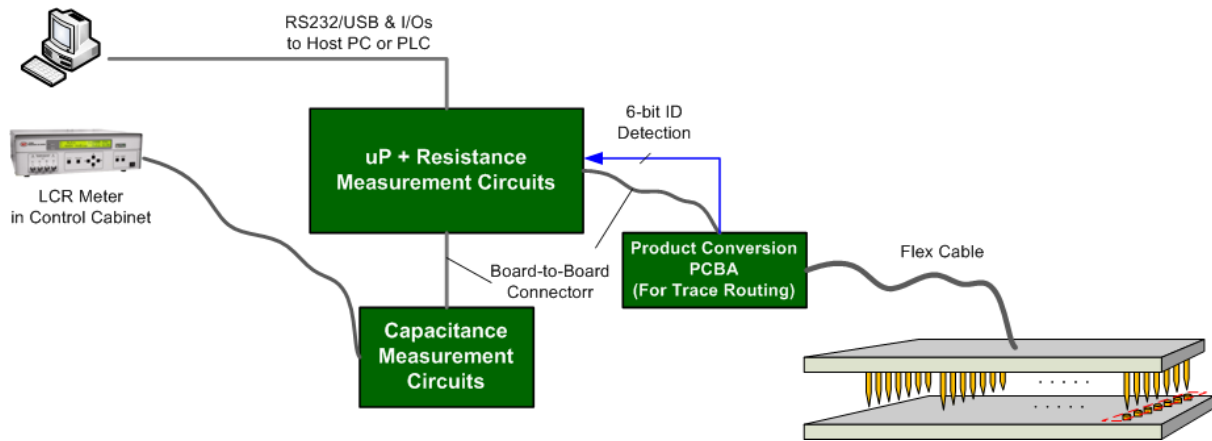 RS232/USB & I/Os
to Host PC or PLC
6-bit ID
Detection
uP + Resistance
Measurement Circuits
LCR Meter
in Control Cabinet
Product Conversion
PCBA
(For Trace Routing)
Flex Cable
Board-to-Board
Connectorr
Capacitance
Measurement
Circuits